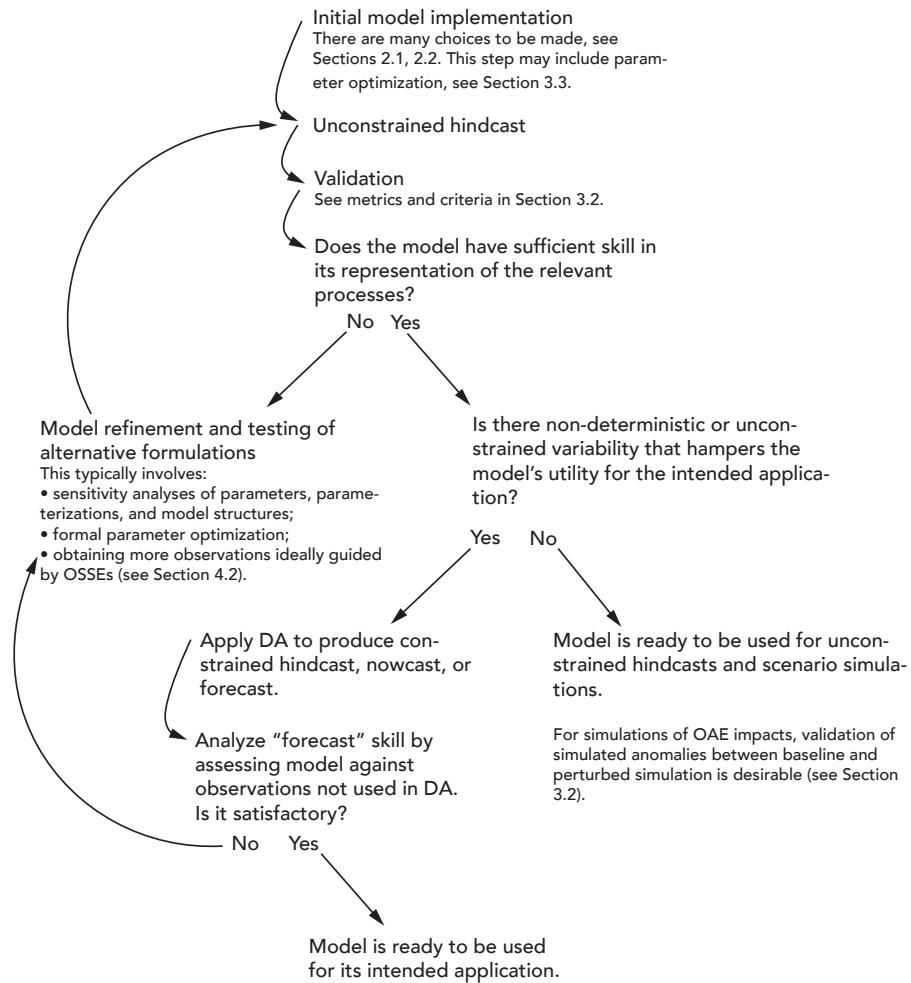 Initial model implementation
There are many choices to be made, see
Sections 2.1, 2.2. This step may include param-
eter optimization, see Section 3.3.
Unconstrained hindcast
Validation
See metrics and criteria in Section 3.2.
Does the model have sufficient skill in
its representation of the relevant
processes?
No Yes
Model refinement and testing of
alternative formulations
This typically involves:
• sensitivity analyses of parameters, parame-
terizations, and model structures;
• formal parameter optimization;
• obtaining more observations ideally guided
by OSSEs (see Section 4.2).
Is there non-deterministic or uncon-
strained variability that hampers the
model's utility for the intended applica-
tion?
Yes No
Apply DA to produce con-
strained hindcast, nowcast, or
forecast.
Model is ready to be used for uncon-
strained hindcasts and scenario simula-
tions.
For simulations of OAE impacts, validation of
simulated anomalies between baseline and
perturbed simulation is desirable (see Section
3.2).
Analyze “forecast” skill by
assessing model against
observations not used in DA.
Is it satisfactory?
No Yes
Model is ready to be used
for its intended application.